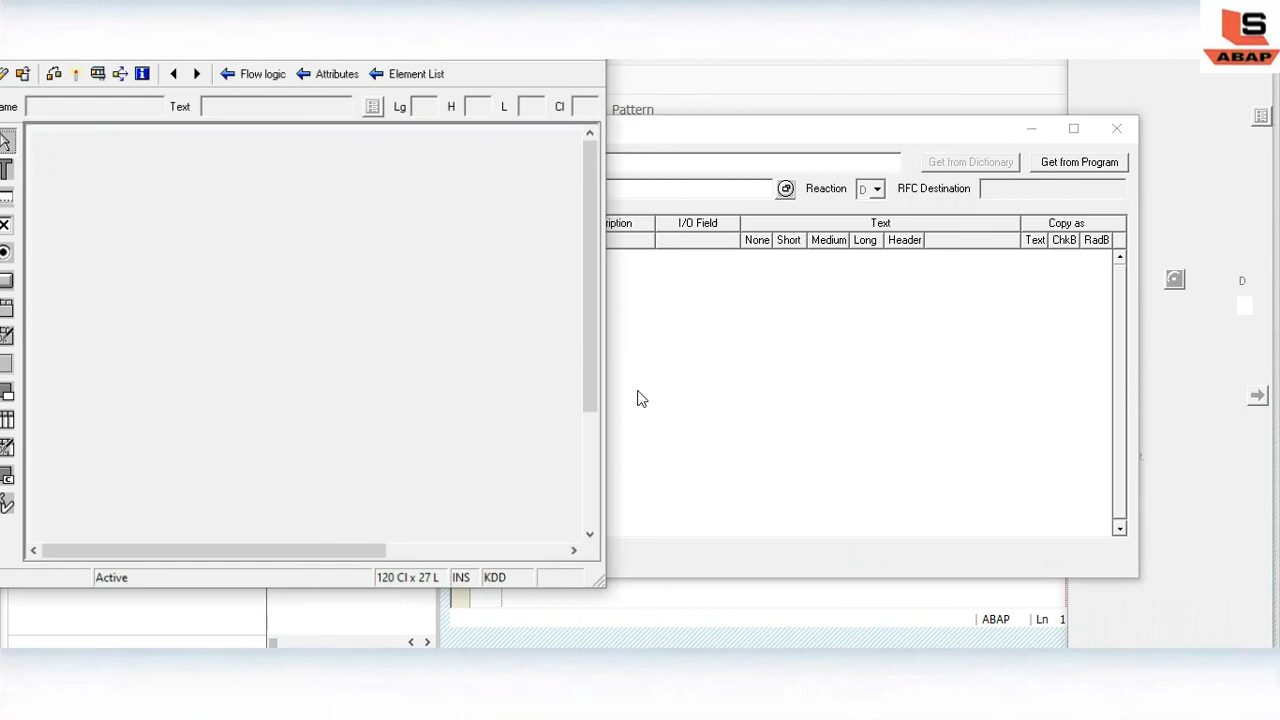 S
ABAP
Flow logic
Attributes
Element List
ame
Text
Lg
H
L
Cl
Pattern
Get from Dictionary
Get from Program
Reaction
D
RFC Destination
ription
I/O Field
Text
Copy as
None
Short
Medium
Long
Header
Text
ChkB
RadB
D
Active
120 Cl x 27 L
INS
KDD
ABAP
Ln 1